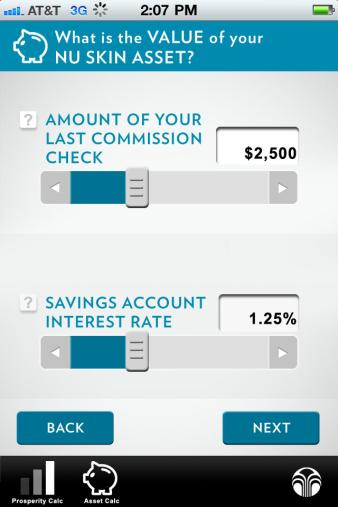 AT&T 3G 2:07 PM
What is the VALUE of your
NU SKIN ASSET?
? AMOUNT OF YOUR
LAST COMMISSION
CHECK
$2,500
? SAVINGS ACCOUNT
INTEREST RATE
1.25%
BACK NEXT
Prosperity Calc Asset Calc